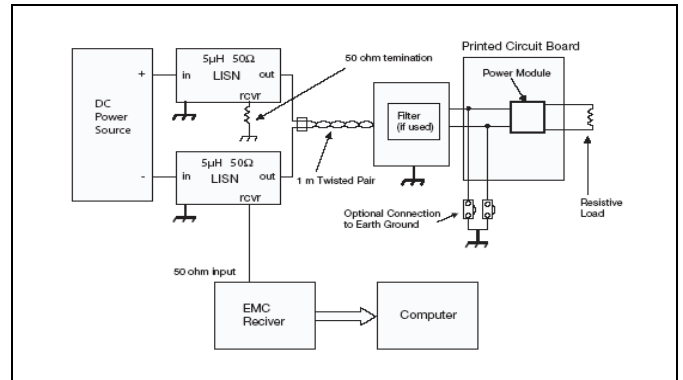 Printed Circuit Board
50 ohm temination
Power Module
5µH 50Ω
LISN
in
out
rcvr
+
DC
Power
Source
-
Filter
(if used)
5µH 50Ω
LISN
in
out
rcvr
1 m Twisted Pair
Optional Connection
to Earth Ground
Resistive
Load
50 ohm input
EMC
Reciver
Computer